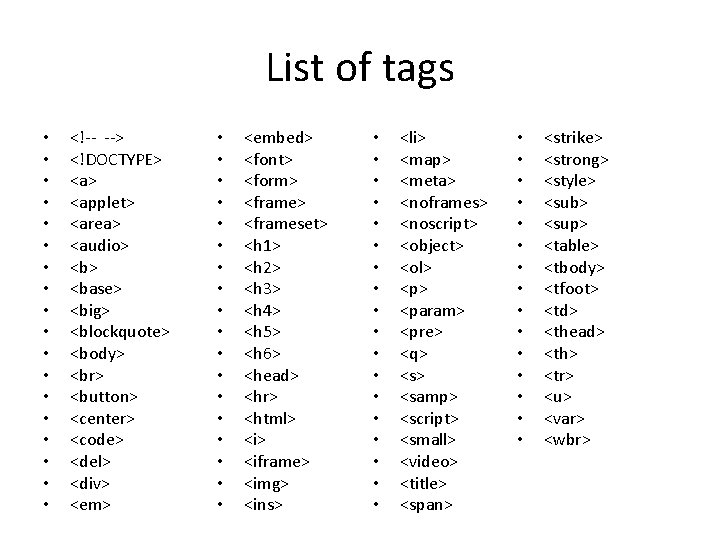 List of tags
• <!-- -->
• <!DOCTYPE>
• <a>
• <applet>
• <area>
• <audio>
• <b>
• <base>
• <big>
• <blockquote>
• <body>
• <br>
• <button>
• <center>
• <code>
• <del>
• <div>
• <em>
• <embed>
• <font>
• <form>
• <frame>
• <frameset>
• <h1>
• <h2>
• <h3>
• <h4>
• <h5>
• <h6>
• <head>
• <hr>
• <html>
• <i>
• <iframe>
• <img>
• <ins>
• <li>
• <map>
• <meta>
• <noframes>
• <noscript>
• <object>
• <ol>
• <p>
• <param>
• <pre>
• <q>
• <s>
• <samp>
• <script>
• <small>
• <video>
• <title>
• <span>
• <strike>
• <strong>
• <style>
• <sub>
• <sup>
• <table>
• <tbody>
• <tfoot>
• <td>
• <thead>
• <th>
• <tr>
• <u>
• <var>
• <wbr>